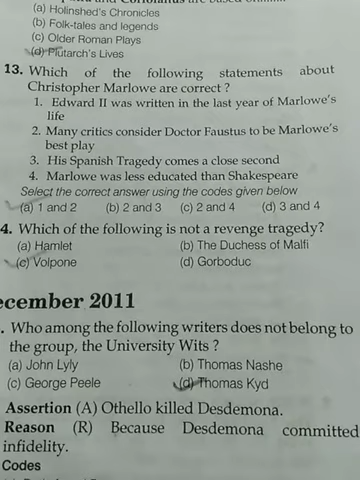 (a) Holinshed's Chronicles
(b) Folk-tales and legends
(c) Older Roman Plays
(d) Plutarch's Lives
13. Which of the following statements about
Christopher Marlowe are correct ?
1. Edward II was written in the last year of Marlowe's
life
2. Many critics consider Doctor Faustus to be Marlowe's
best play
3. His Spanish Tragedy comes a close second
4. Marlowe was less educated than Shakespeare
Select the correct answer using the codes given below
(a) 1 and 2 (b) 2 and 3 (c) 2 and 4 (d) 3 and 4
4. Which of the following is not a revenge tragedy?
(a) Hamlet (b) The Duchess of Malfi
(c) Volpone (d) Gorboduc
ecember 2011
. Who among the following writers does not belong to
the group, the University Wits ?
(a) John Lyly (b) Thomas Nashe
(c) George Peele (d) Thomas Kyd
Assertion (A) Othello killed Desdemona.
Reason (R) Because Desdemona committed
infidelity.
Codes